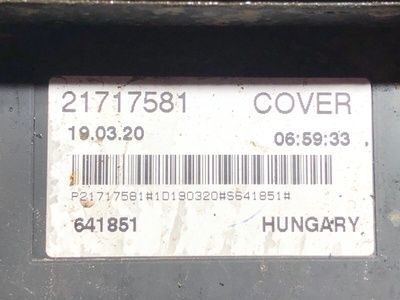 21717581 COVER
19.03.20 06:59:33
P21717581#1D190320#S641851#
641851 HUNGARY